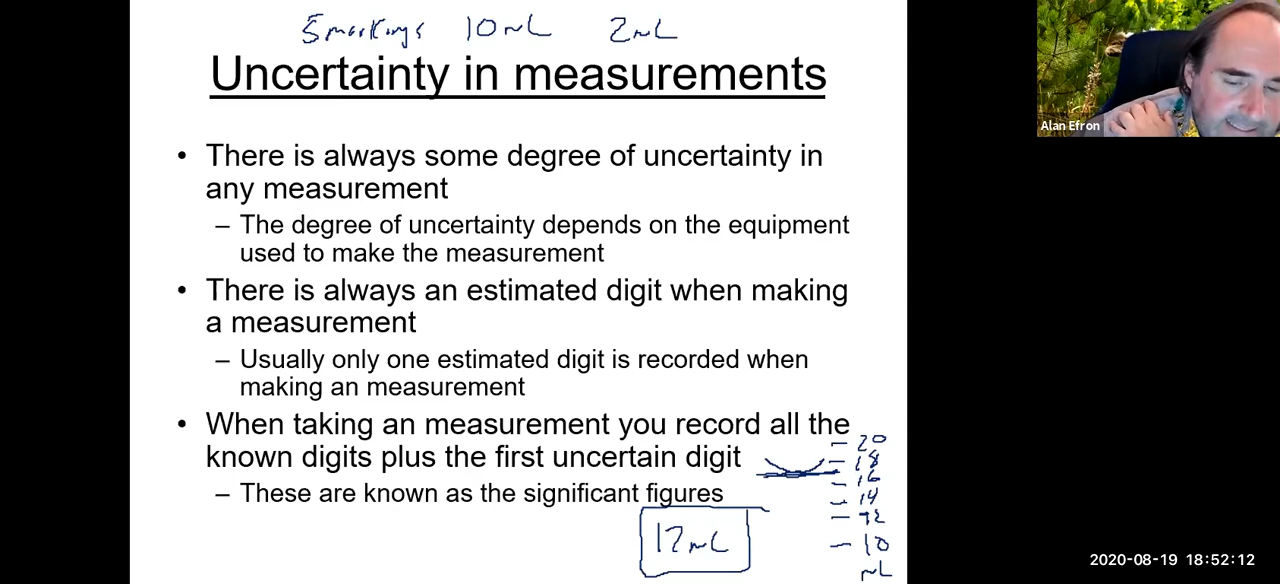 5 markings 10 mL 2 mL
Uncertainty in measurements
Alan Efron
• There is always some degree of uncertainty in
any measurement
– The degree of uncertainty depends on the equipment
used to make the measurement
• There is always an estimated digit when making
a measurement
– Usually only one estimated digit is recorded when
making an measurement
• When taking an measurement you record all the
known digits plus the first uncertain digit
– These are known as the significant figures
– 20
– 18
– 16
– 14
– 12
– 10
mL
17 mL
2020-08-19 18:52:12